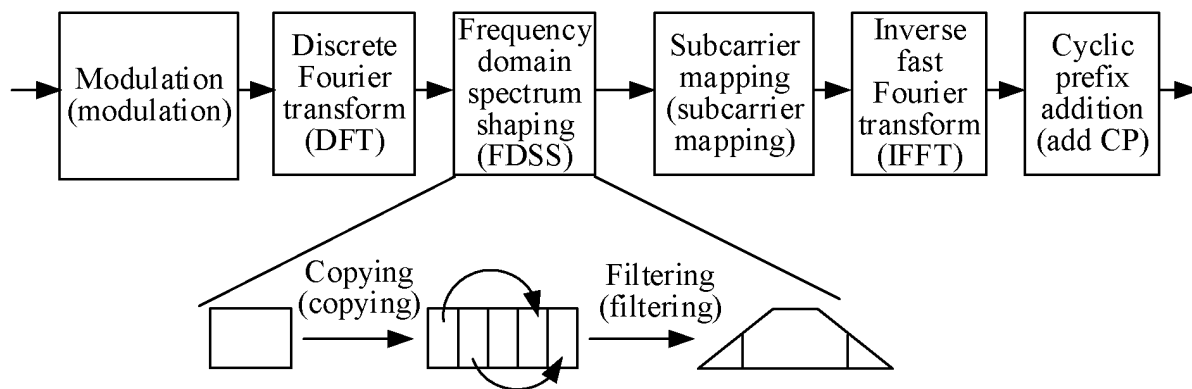 Modulation
(modulation)
Discrete
Fourier
transform
(DFT)
Frequency
domain
spectrum
shaping
(FDSS)
Subcarrier
mapping
(subcarrier
mapping)
Inverse
fast
Fourier
transform
(IFFT)
Cyclic
prefix
addition
(add CP)
Copying
(copying)
Filtering
(filtering)